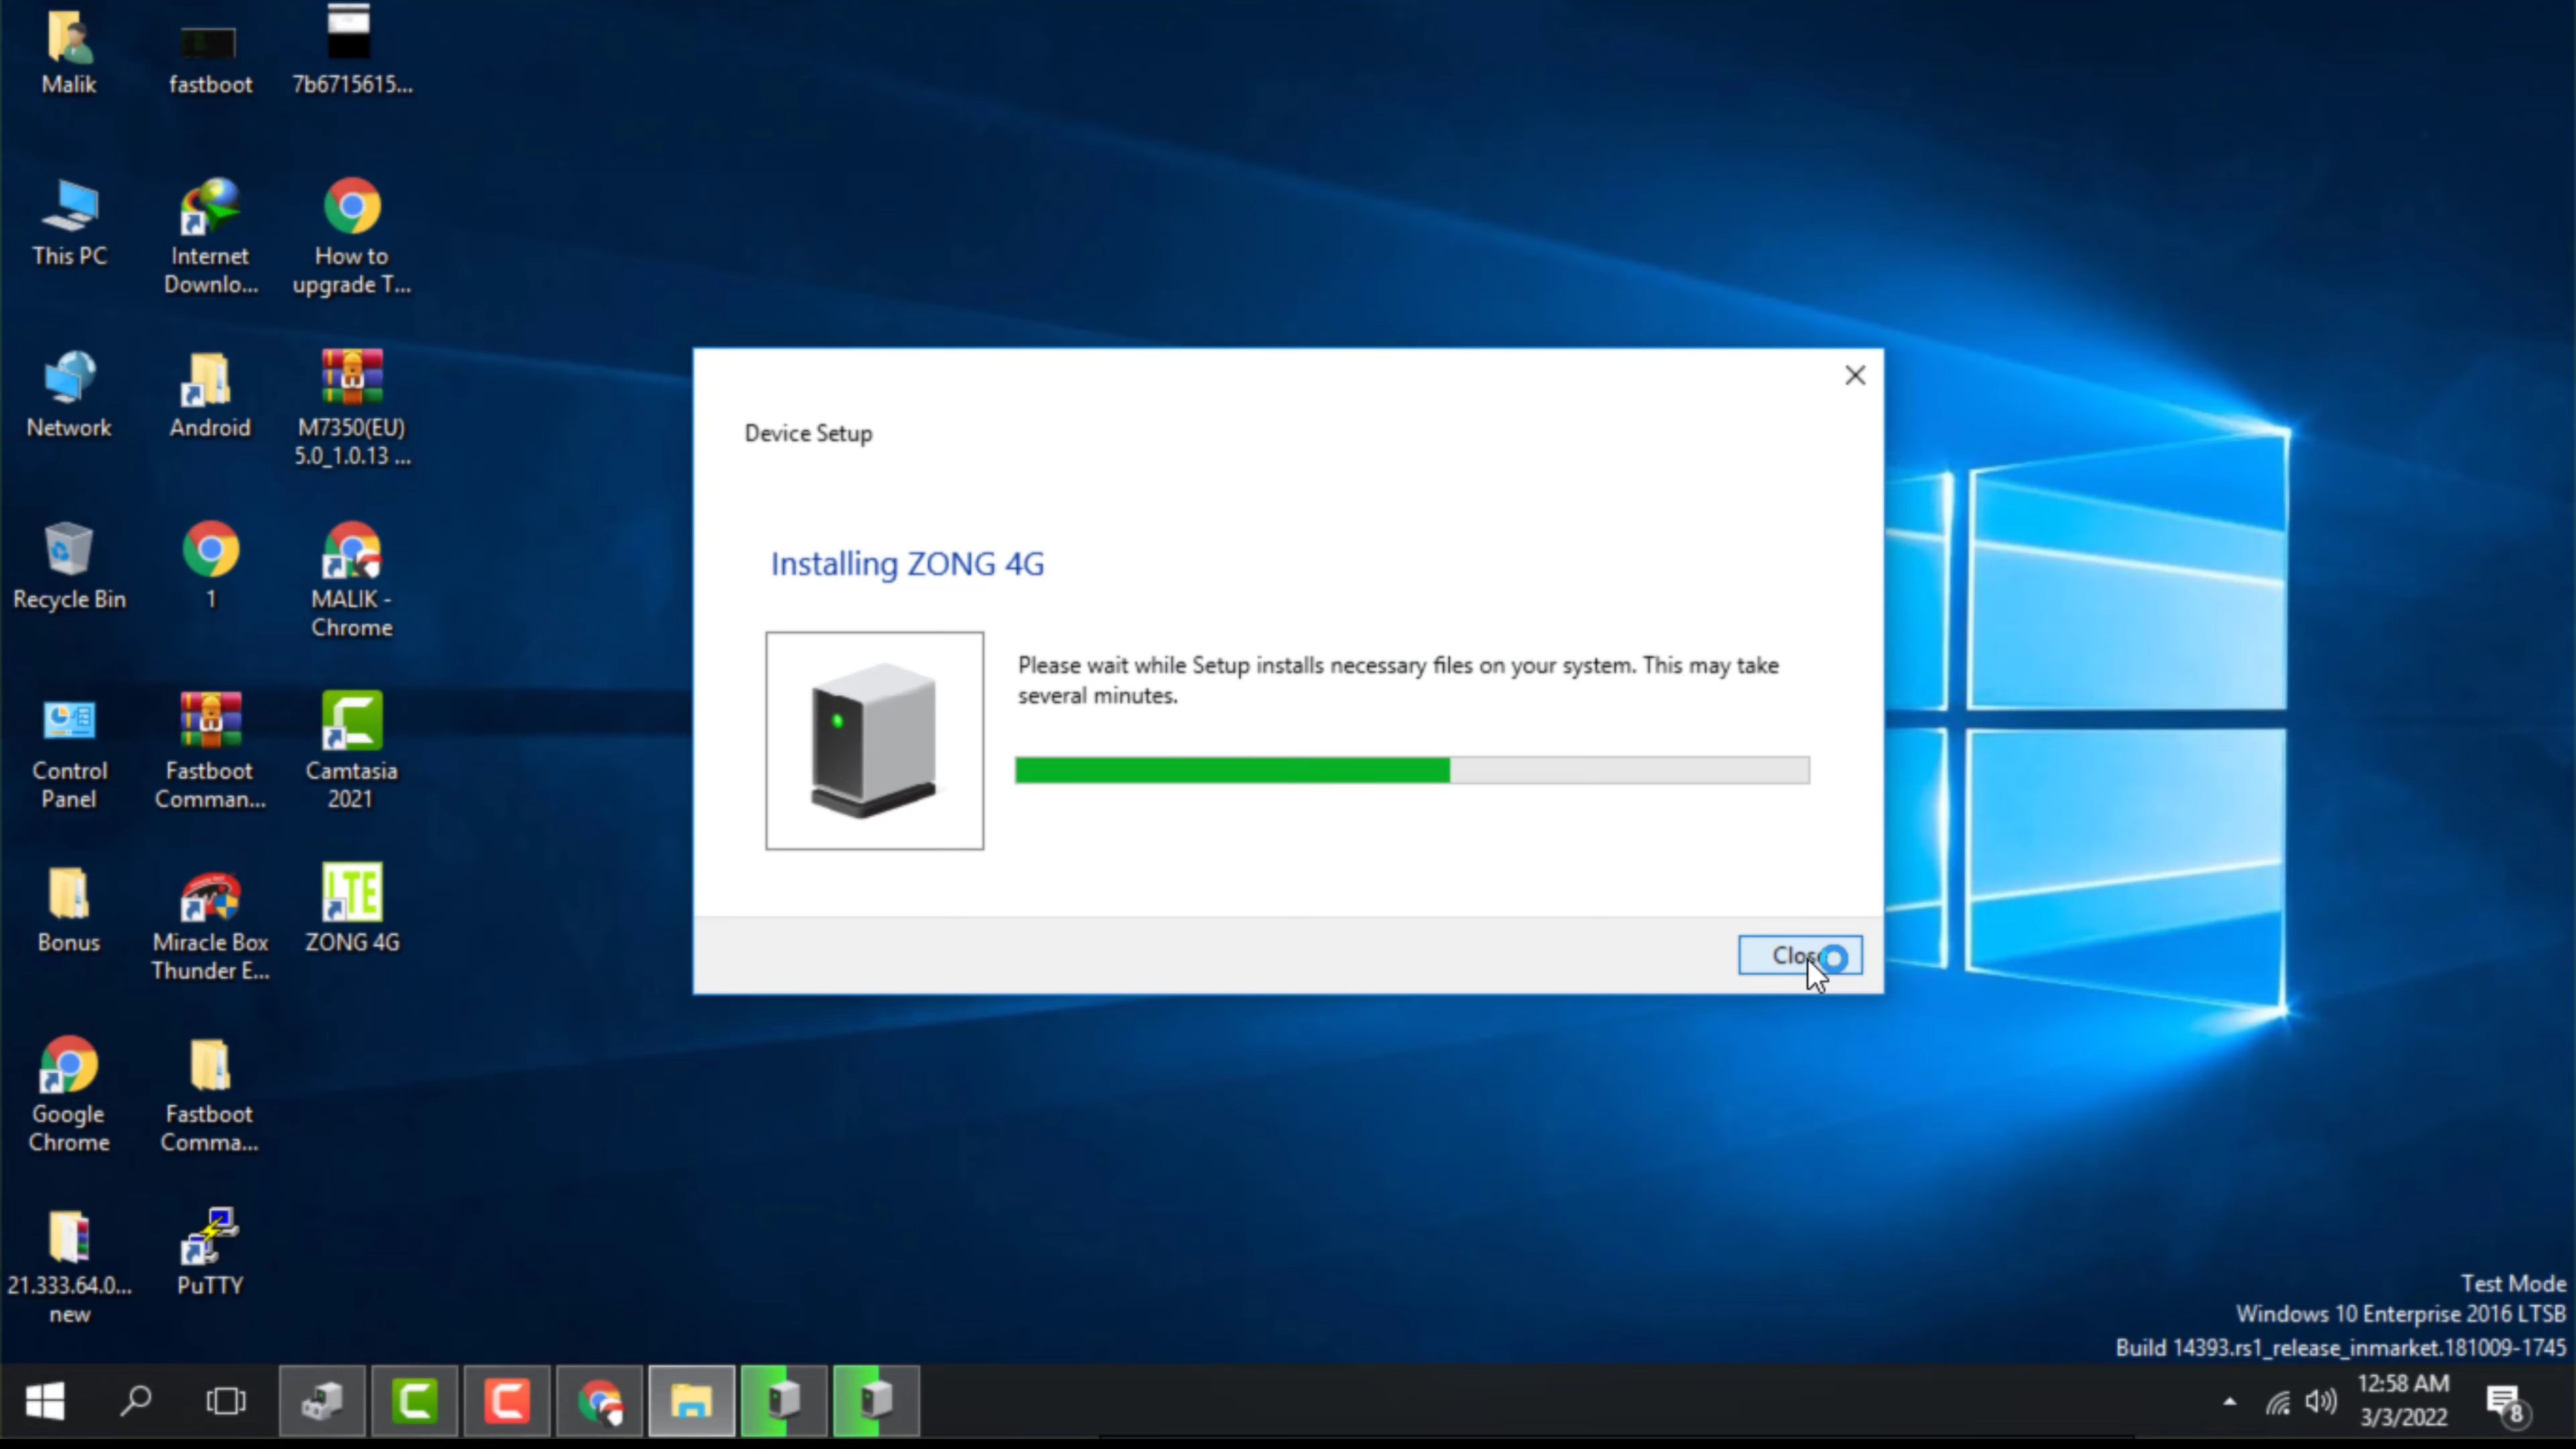 Malik
fastboot
7b6715615...
This PC
Internet
Downlo...
How to
upgrade T...
Network
Android
M7350(EU)
5.0_1.0.13 ...
Recycle Bin
1
MALIK -
Chrome
Control
Panel
Fastboot
Comman...
Camtasia
2021
Bonus
Miracle Box
Thunder E...
LTE
ZONG 4G
Google
Chrome
Fastboot
Comma...
21.333.64.0...
new
PuTTY
Device Setup
Installing ZONG 4G
Please wait while Setup installs necessary files on your system. This may take
several minutes.
Close
Test Mode
Windows 10 Enterprise 2016 LTSB
Build 14393.rs1_release_inmarket.181009-1745
12:58 AM
3/3/2022
8